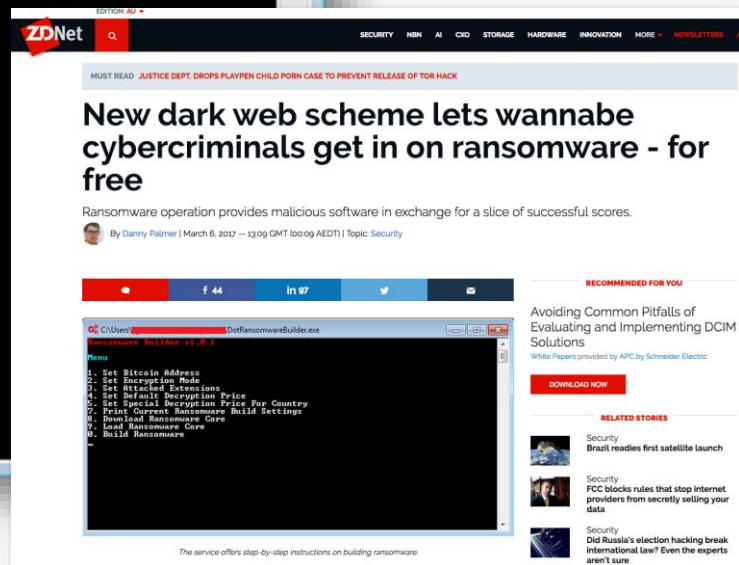 EDITION: AU
ZDNet
SECURITY NBN AI CXO STORAGE HARDWARE INNOVATION MORE NEWSLETTERS
MUST READ JUSTICE DEPT. DROPS PLAYPEN CHILD PORN CASE TO PREVENT RELEASE OF TOR HACK
New dark web scheme lets wannabe
cybercriminals get in on ransomware - for
free
Ransomware operation provides malicious software in exchange for a slice of successful scores.
By Danny Palmer | March 6, 2017 -- 13:09 GMT (00:09 AEDT) | Topic: Security
f 44
in 97
C:\Users\ DotRansomwareBuilder.exe
Ransomware Builder v1.0.1
Menu
1. Set Bitcoin Address
2. Set Encryption Mode
3. Set Attacked Extensions
4. Set Default Decryption Price
5. Set Special Decryption Price For Country
7. Print Current Ransomware Build Settings
8. Download Ransomware Core
9. Load Ransomware Core
0. Build Ransomware
The service offers step-by-step instructions on building ransomware.
RECOMMENDED FOR YOU
Avoiding Common Pitfalls of
Evaluating and Implementing DCIM
Solutions
White Papers provided by APC by Schneider Electric
DOWNLOAD NOW
RELATED STORIES
Security
Brazil readies first satellite launch
Security
FCC blocks rules that stop internet
providers from secretly selling your
data
Security
Did Russia's election hacking break
international law? Even the experts
aren't sure